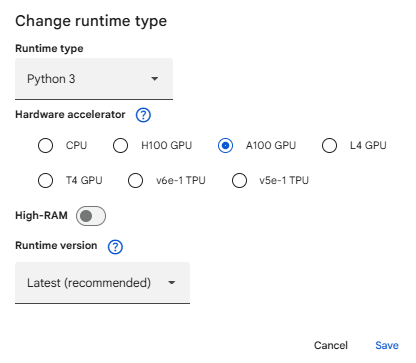 Change runtime type
Runtime type
Python 3
Hardware accelerator ?
CPU H100 GPU A100 GPU L4 GPU
T4 GPU v6e-1 TPU v5e-1 TPU
High-RAM
Runtime version ?
Latest (recommended)
Cancel Save